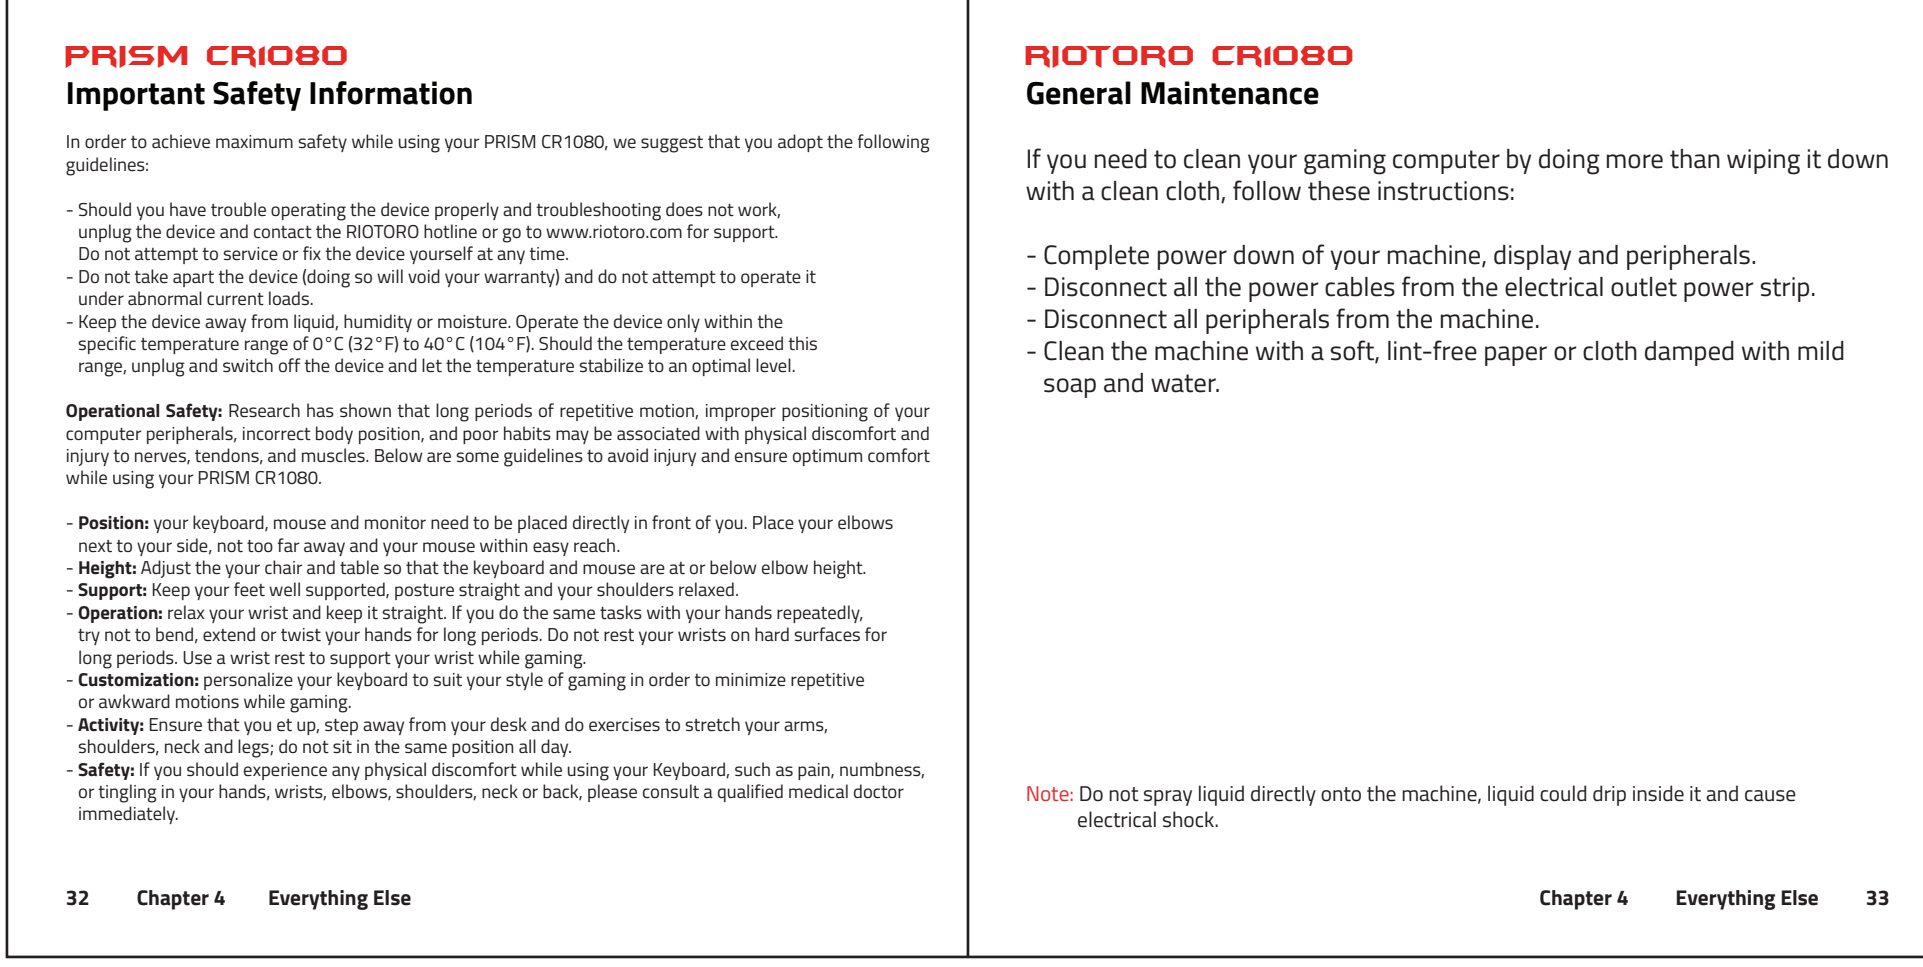 PRISM CR1080
Important Safety Information
In order to achieve maximum safety while using your PRISM CR1080, we suggest that you adopt the following
guidelines:
- Should you have trouble operating the device properly and troubleshooting does not work,
unplug the device and contact the RIOTORO hotline or go to www.riotoro.com for support.
Do not attempt to service or fix the device yourself at any time.
- Do not take apart the device (doing so will void your warranty) and do not attempt to operate it
under abnormal current loads.
- Keep the device away from liquid, humidity or moisture. Operate the device only within the
specific temperature range of 0°C (32°F) to 40°C (104°F). Should the temperature exceed this
range, unplug and switch off the device and let the temperature stabilize to an optimal level.
Operational Safety: Research has shown that long periods of repetitive motion, improper positioning of your
computer peripherals, incorrect body position, and poor habits may be associated with physical discomfort and
injury to nerves, tendons, and muscles. Below are some guidelines to avoid injury and ensure optimum comfort
while using your PRISM CR1080.
- Position: your keyboard, mouse and monitor need to be placed directly in front of you. Place your elbows
next to your side, not too far away and your mouse within easy reach.
- Height: Adjust the your chair and table so that the keyboard and mouse are at or below elbow height.
- Support: Keep your feet well supported, posture straight and your shoulders relaxed.
- Operation: relax your wrist and keep it straight. If you do the same tasks with your hands repeatedly,
try not to bend, extend or twist your hands for long periods. Do not rest your wrists on hard surfaces for
long periods. Use a wrist rest to support your wrist while gaming.
- Customization: personalize your keyboard to suit your style of gaming in order to minimize repetitive
or awkward motions while gaming.
- Activity: Ensure that you et up, step away from your desk and do exercises to stretch your arms,
shoulders, neck and legs; do not sit in the same position all day.
- Safety: If you should experience any physical discomfort while using your Keyboard, such as pain, numbness,
or tingling in your hands, wrists, elbows, shoulders, neck or back, please consult a qualified medical doctor
immediately.
32 Chapter 4 Everything Else
RIOTORO CR1080
General Maintenance
If you need to clean your gaming computer by doing more than wiping it down
with a clean cloth, follow these instructions:
- Complete power down of your machine, display and peripherals.
- Disconnect all the power cables from the electrical outlet power strip.
- Disconnect all peripherals from the machine.
- Clean the machine with a soft, lint-free paper or cloth damped with mild
soap and water.
Note: Do not spray liquid directly onto the machine, liquid could drip inside it and cause
electrical shock.
Chapter 4 Everything Else 33